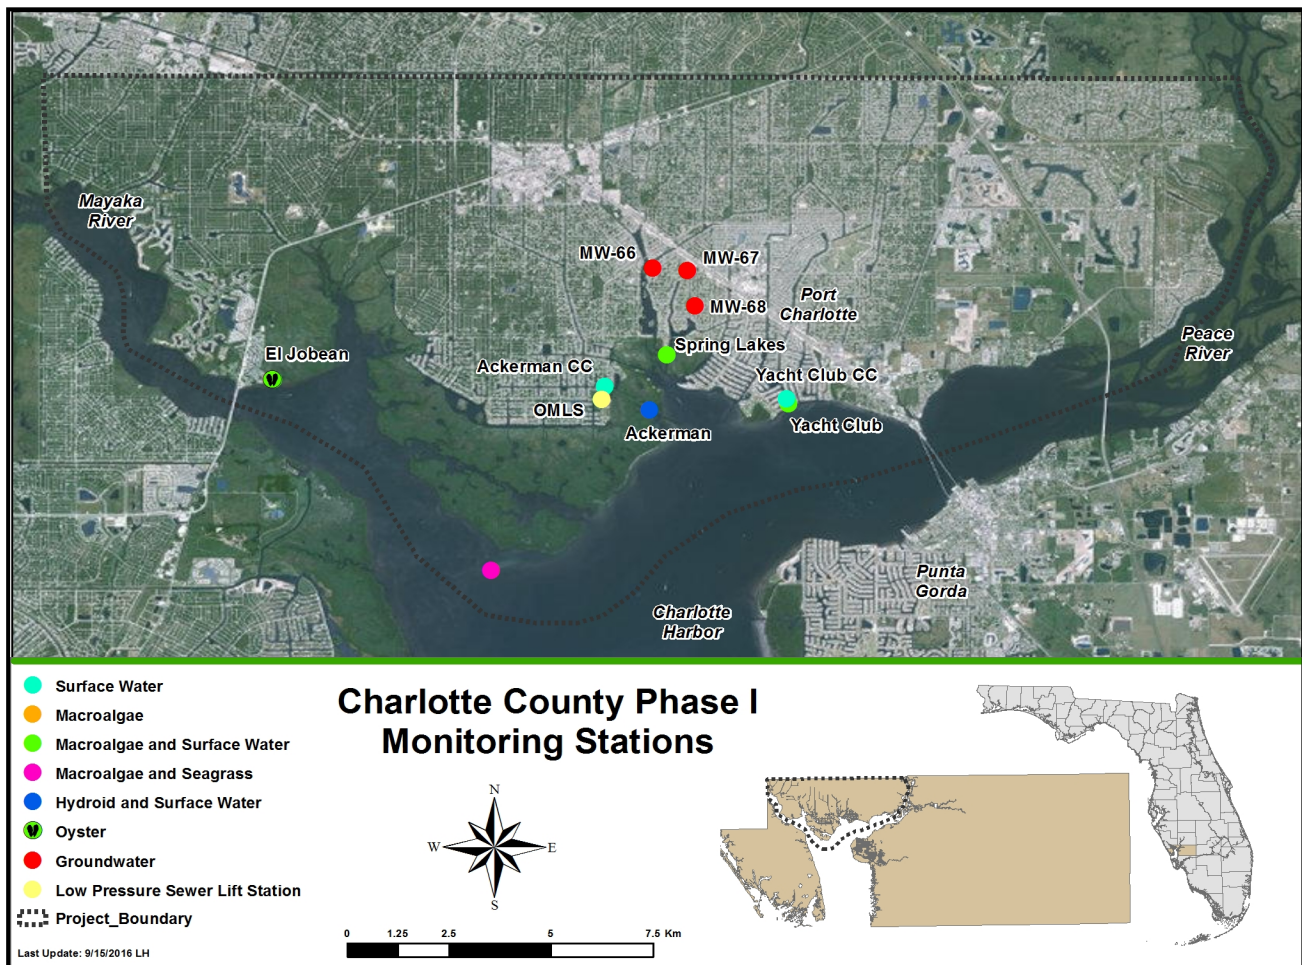 Mayaka
River
MW-66
MW-67
MW-68
Port
Charlotte
Peace
River
El Jobean
Spring Lakes
Ackerman CC
Yacht Club CC
OMLS
Ackerman
Yacht Club
Punta
Gorda
Charlotte
Harbor
Surface Water
Macroalgae
Macroalgae and Surface Water
Macroalgae and Seagrass
Hydroid and Surface Water
Oyster
Groundwater
Low Pressure Sewer Lift Station
Project_Boundary
Last Update: 9/15/2016 LH
Charlotte County Phase I
Monitoring Stations
N
W E
S
0 1.25 2.5 5 7.5 Km